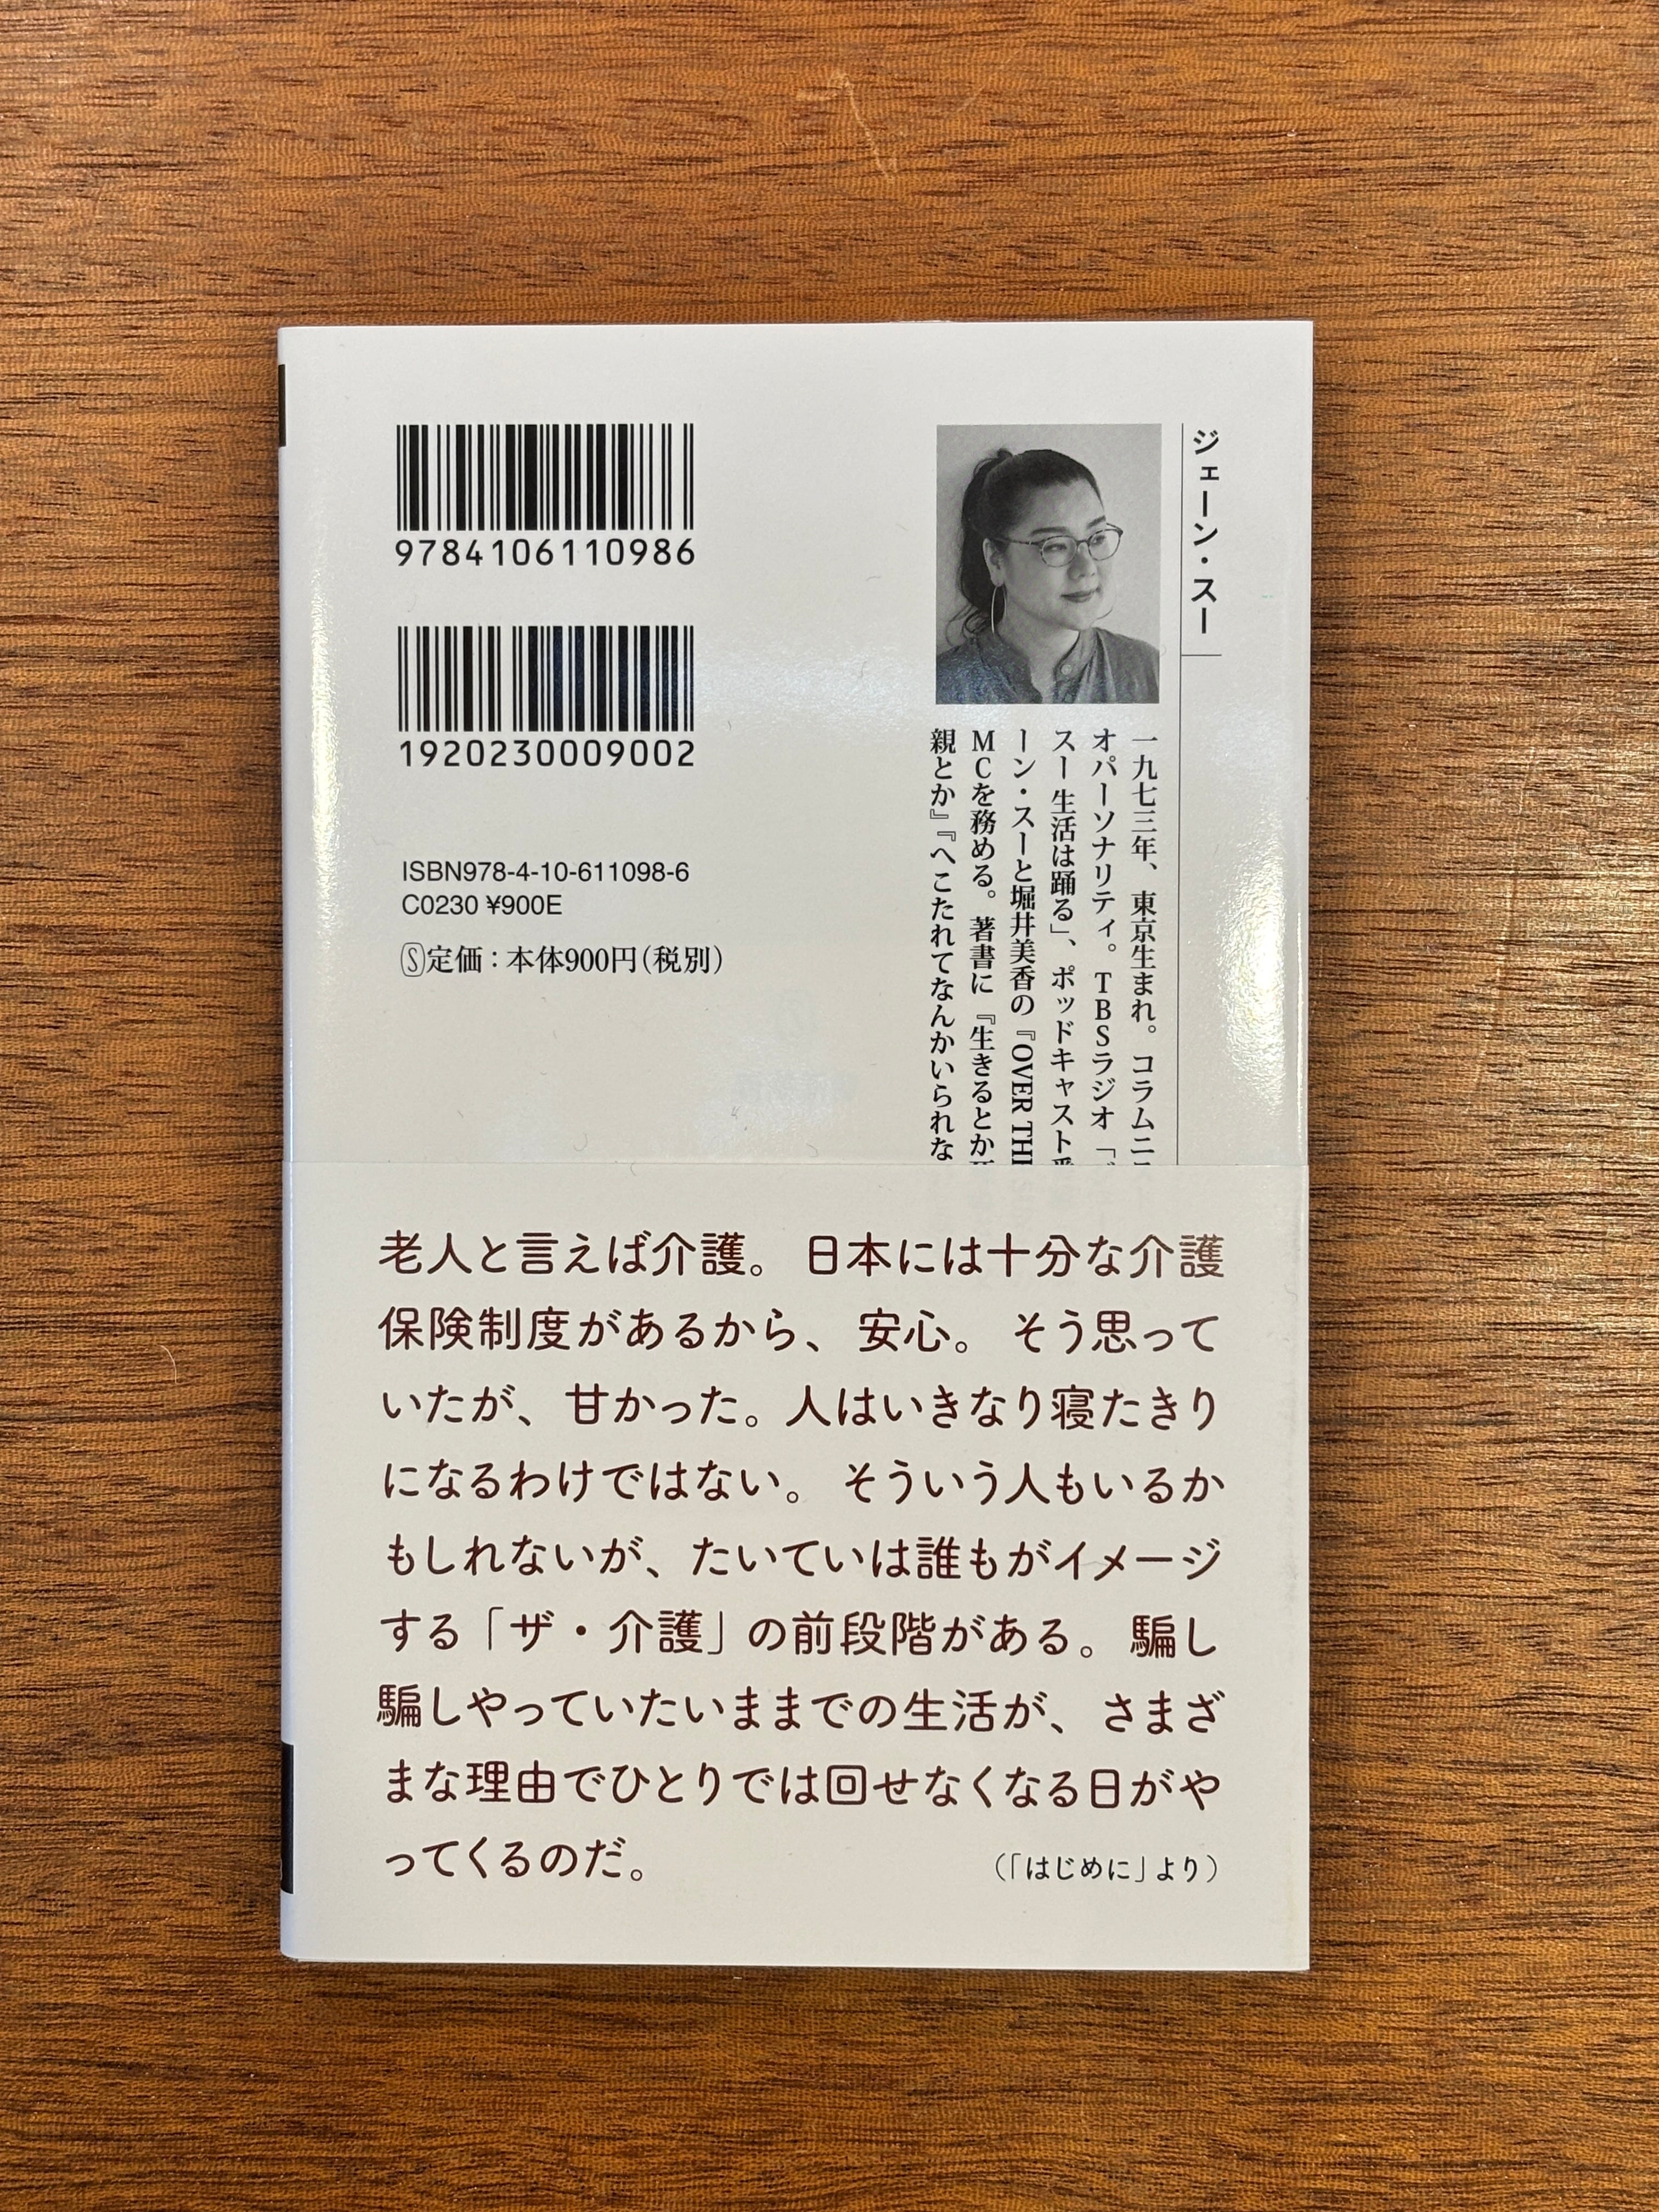 ジェーン・スー
一九七三年、東京生まれ。コラムニ
オパーソナリティ。TBSラジオ「
スー 生活は踊る」、ポッドキャスト
ーン・スーと堀井美香の『OVER TH
MCを務める。著書に『生きるとか
親とか』『へこたれてなんかいられな
9784106110986
1920230009002
ISBN978-4-10-611098-6
C0230 ¥900E
Ⓢ定価:本体900円(税別)
老人と言えば介護。日本には十分な介護
保険制度があるから、安心。そう思って
いたが、甘かった。人はいきなり寝たきり
になるわけではない。そういう人もいるか
もしれないが、たいていは誰もがイメージ
する「ザ・介護」の前段階がある。騙し
騙しやっていたいままでの生活が、さまざ
まな理由でひとりでは回せなくなる日がや
ってくるのだ。
(「はじめに」より)